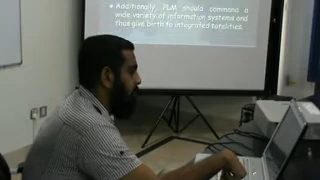 • Additionally PLM should command a
wide variety of information systems and
thus give birth to integrated totalities.